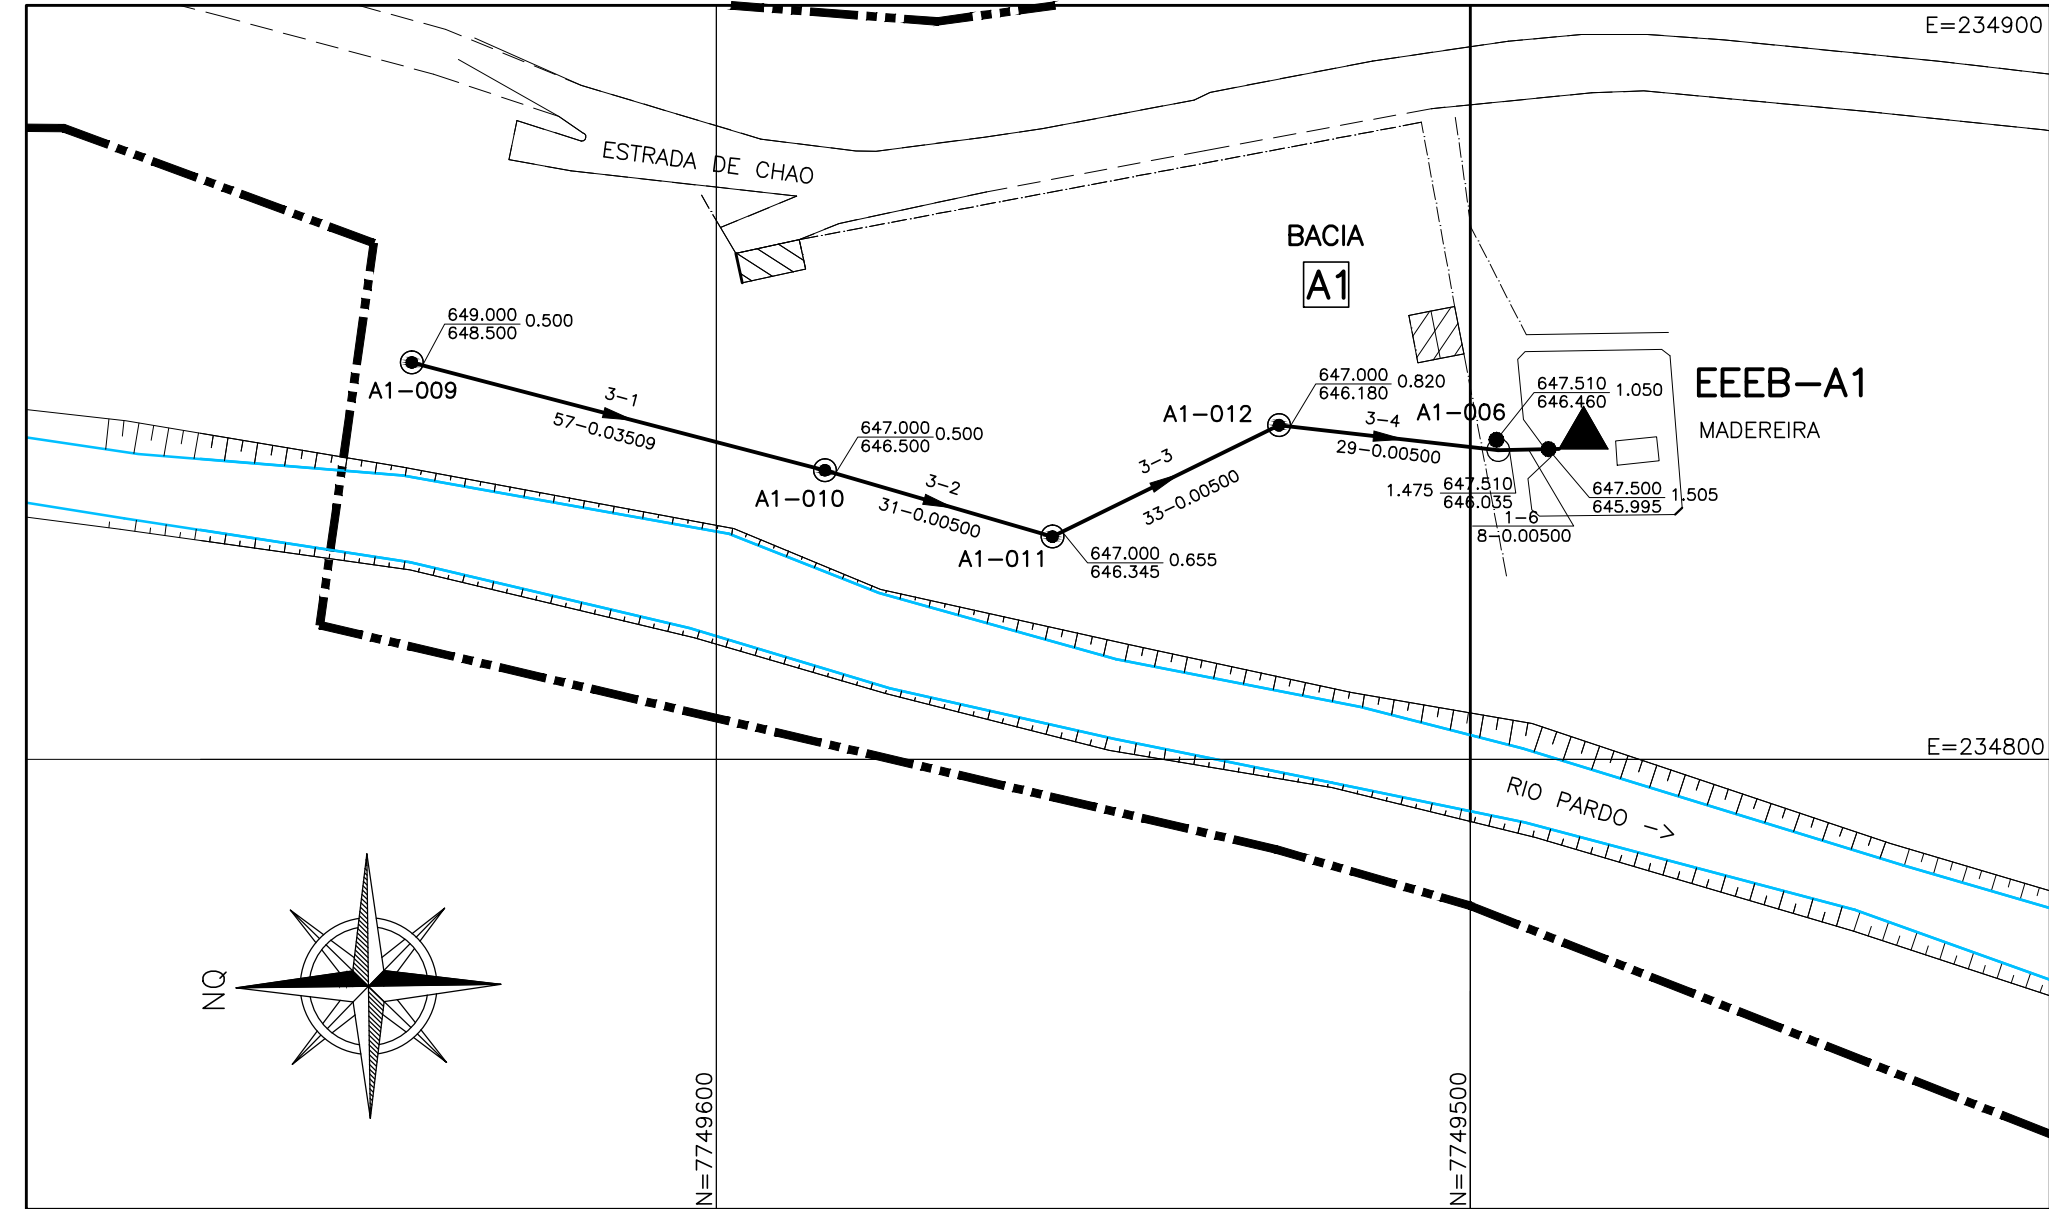 E=234900
ESTRADA DE CHAO
BACIA
A1
649.000
648.500
0.500
A1-009
3-1
57-0.03509
647.000
646.500
0.500
A1-010
3-2
31-0.00500
A1-011
647.000
646.345
0.655
3-3
33-0.00500
A1-012
647.000
646.180
0.820
3-4
29-0.00500
A1-006
647.510
646.460
1.050
EEEB-A1
MADEREIRA
1.475
647.510
646.035
647.500
645.995
1.505
1-6
8-0.00500
E=234800
RIO PARDO ->
NQ
N=7749600
N=7749500